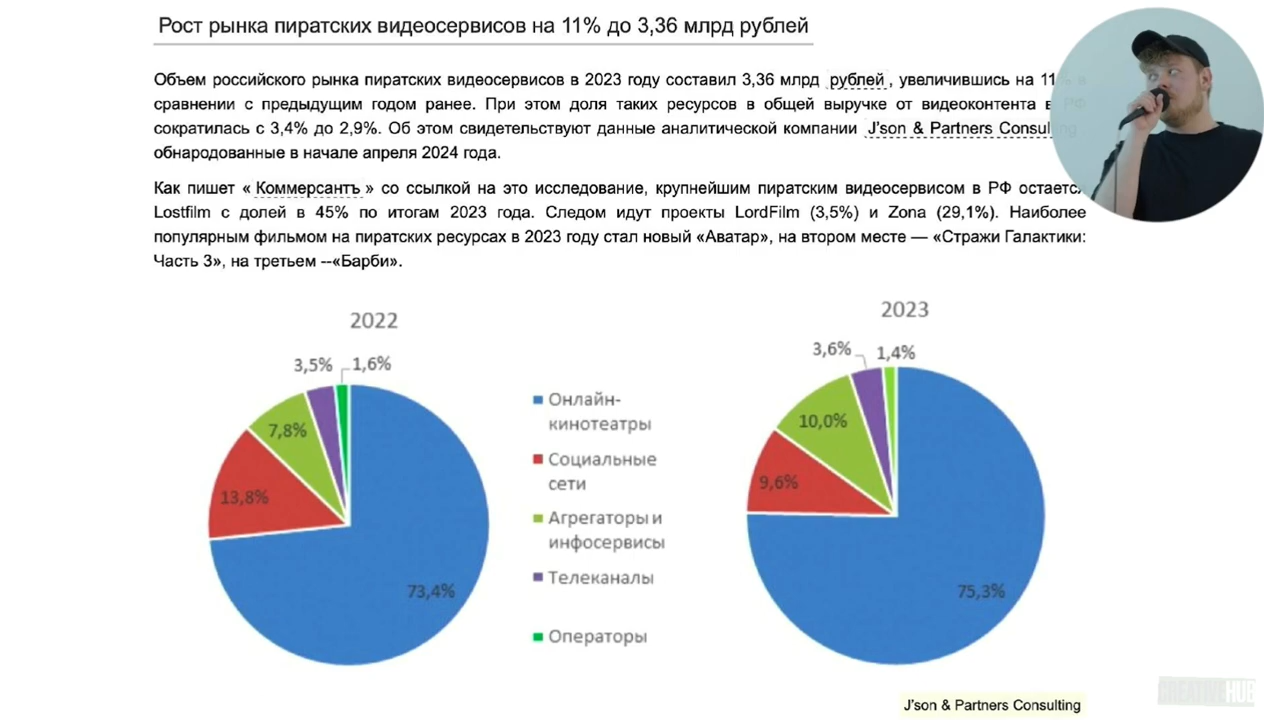 Рост рынка пиратских видеосервисов на 11% до 3,36 млрд рублей
Объем российского рынка пиратских видеосервисов в 2023 году составил 3,36 млрд рублей, увеличившись на 11% в
сравнении с предыдущим годом ранее. При этом доля таких ресурсов в общей выручке от видеоконтента в РФ
сократилась с 3,4% до 2,9%. Об этом свидетельствуют данные аналитической компании J'son & Partners
обнародованные в начале апреля 2024 года.
Как пишет «Коммерсантъ» со ссылкой на это исследование, крупнейшим пиратским видеосервисом в РФ остается
Lostfilm с долей в 45% по итогам 2023 года. Следом идут проекты LordFilm (3,5%) и Zona (29,1%). Наиболее
популярным фильмом на пиратских ресурсах в 2023 году стал новый «Аватар», на втором месте — «Стражи Галактики:
Часть 3», на третьем --«Барби».
2022
3,5%
1,6%
7,8%
13,8%
73,4%
Онлайн-
кинотеатры
Социальные
сети
Агрегаторы и
инфосервисы
Телеканалы
Операторы
2023
3,6%
1,4%
10,0%
9,6%
75,3%
J'son & Partners Consulting
CREATIVEHUB